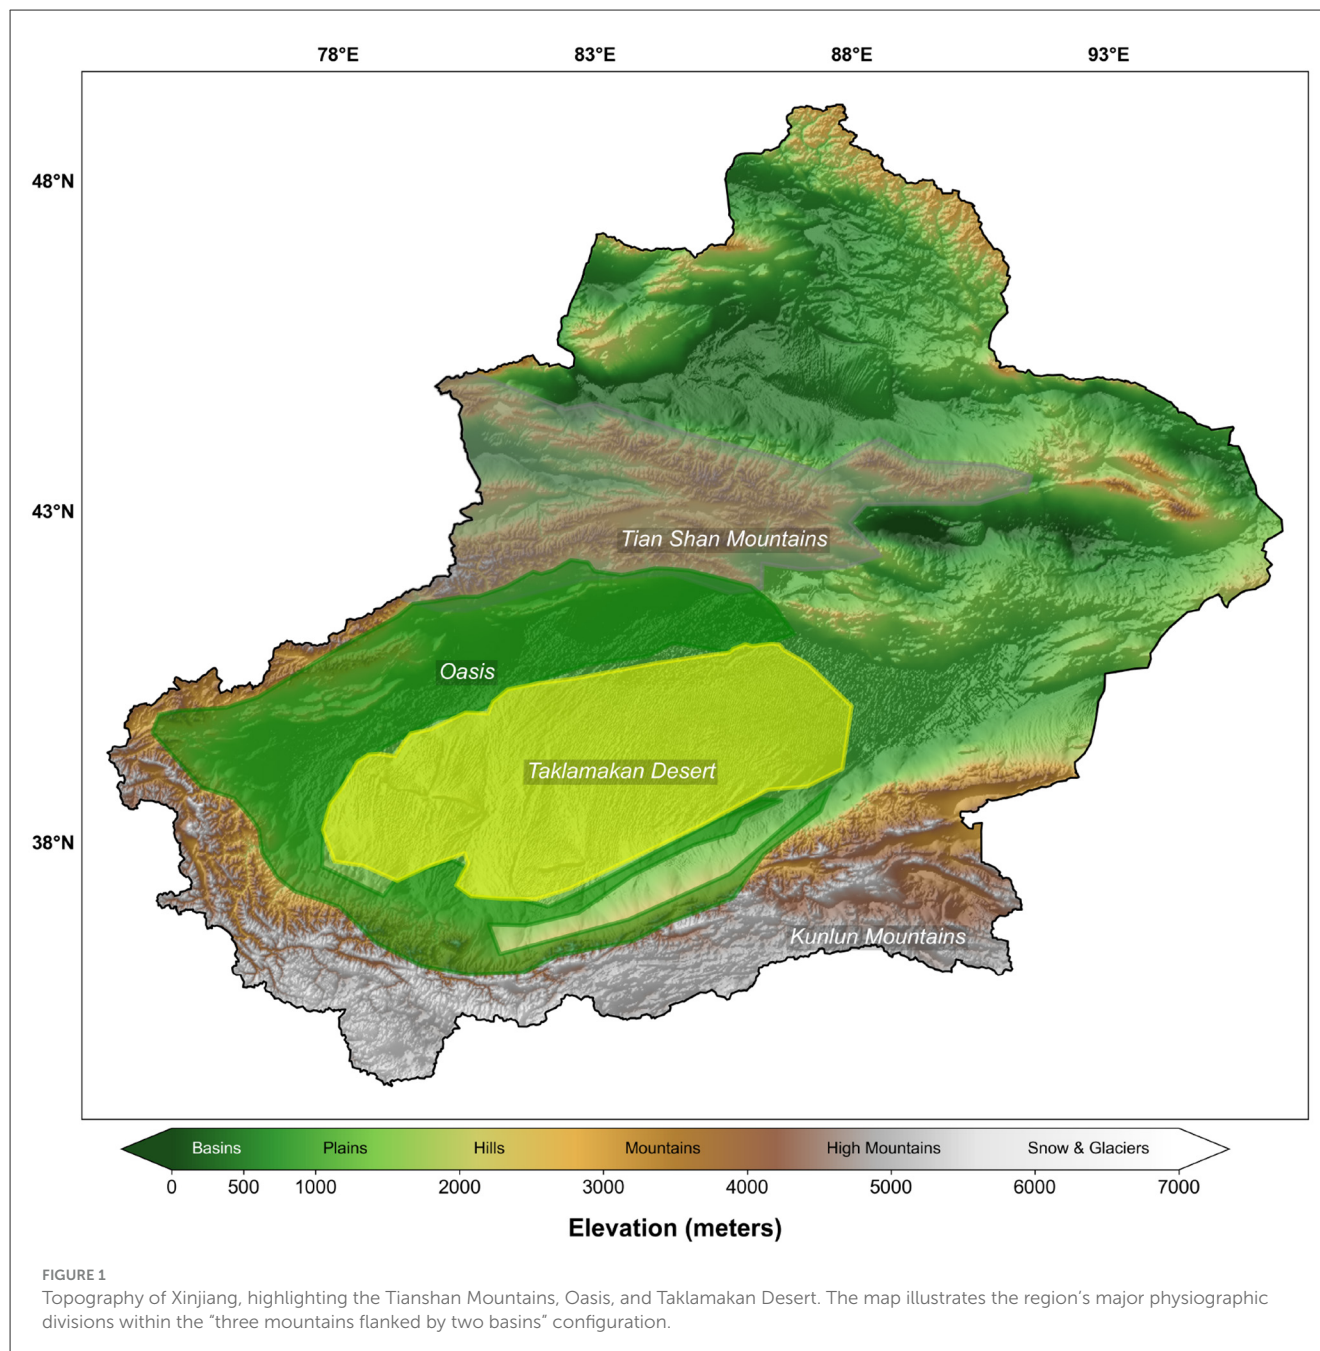 78°E 83°E 88°E 93°E
48°N
43°N
38°N
Tian Shan Mountains
Oasis
Taklamakan Desert
Kunlun Mountains
Basins Plains Hills Mountains High Mountains Snow & Glaciers
0 500 1000 2000 3000 4000 5000 6000 7000
Elevation (meters)
FIGURE 1
Topography of Xinjiang, highlighting the Tianshan Mountains, Oasis, and Taklamakan Desert. The map illustrates the region’s major physiographic
divisions within the “three mountains flanked by two basins” configuration.